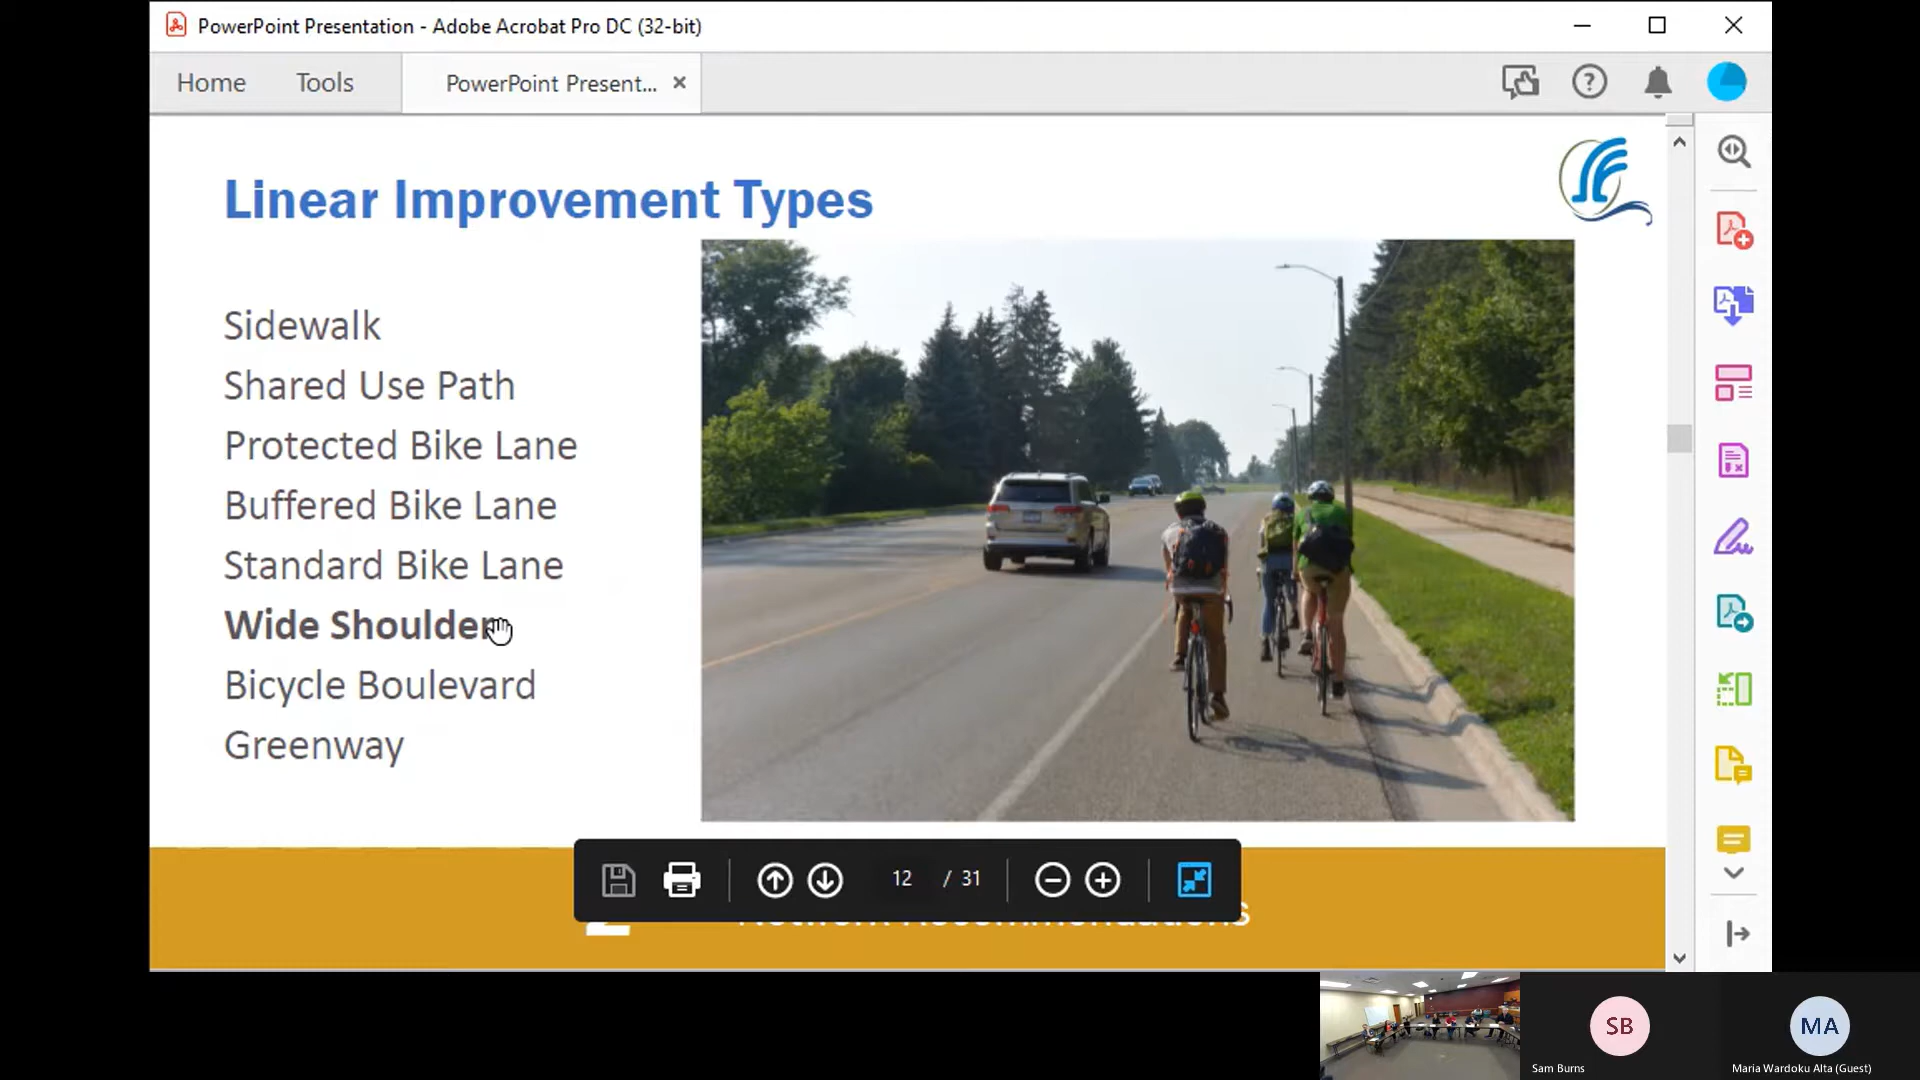 PowerPoint Presentation - Adobe Acrobat Pro DC (32-bit)
Home Tools PowerPoint Present...
Linear Improvement Types
Sidewalk
Shared Use Path
Protected Bike Lane
Buffered Bike Lane
Standard Bike Lane
Wide Shoulder
Bicycle Boulevard
Greenway
12 / 31
Network Recommendations
SB
MA
Sam Burns
Maria Wardoku Alta (Guest)